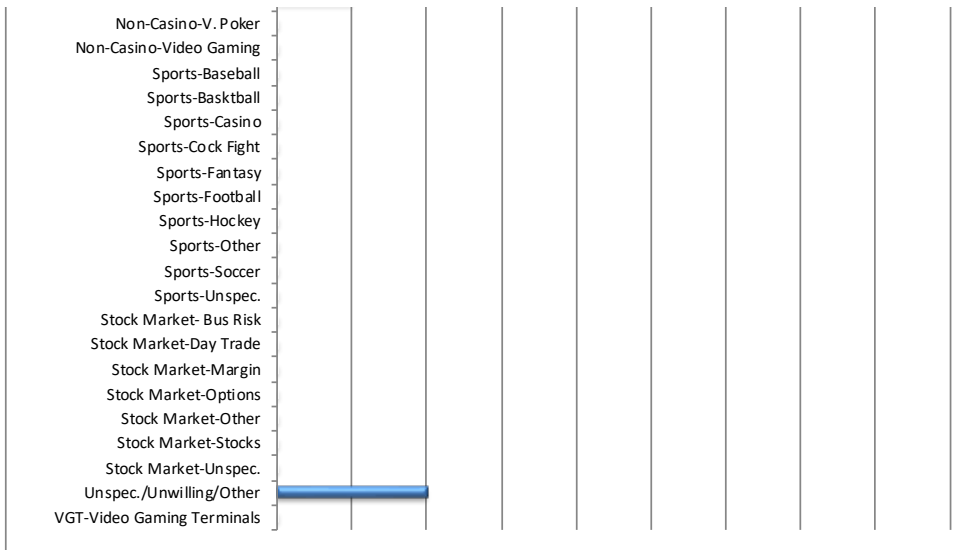 Non-Casino-V. Poker
Non-Casino-Video Gaming
Sports-Baseball
Sports-Basktball
Sports-Casino
Sports-Cock Fight
Sports-Fantasy
Sports-Football
Sports-Hockey
Sports-Other
Sports-Soccer
Sports-Unspec.
Stock Market- Bus Risk
Stock Market-Day Trade
Stock Market-Margin
Stock Market-Options
Stock Market-Other
Stock Market-Stocks
Stock Market-Unspec.
Unspec./Unwilling/Other
VGT-Video Gaming Terminals